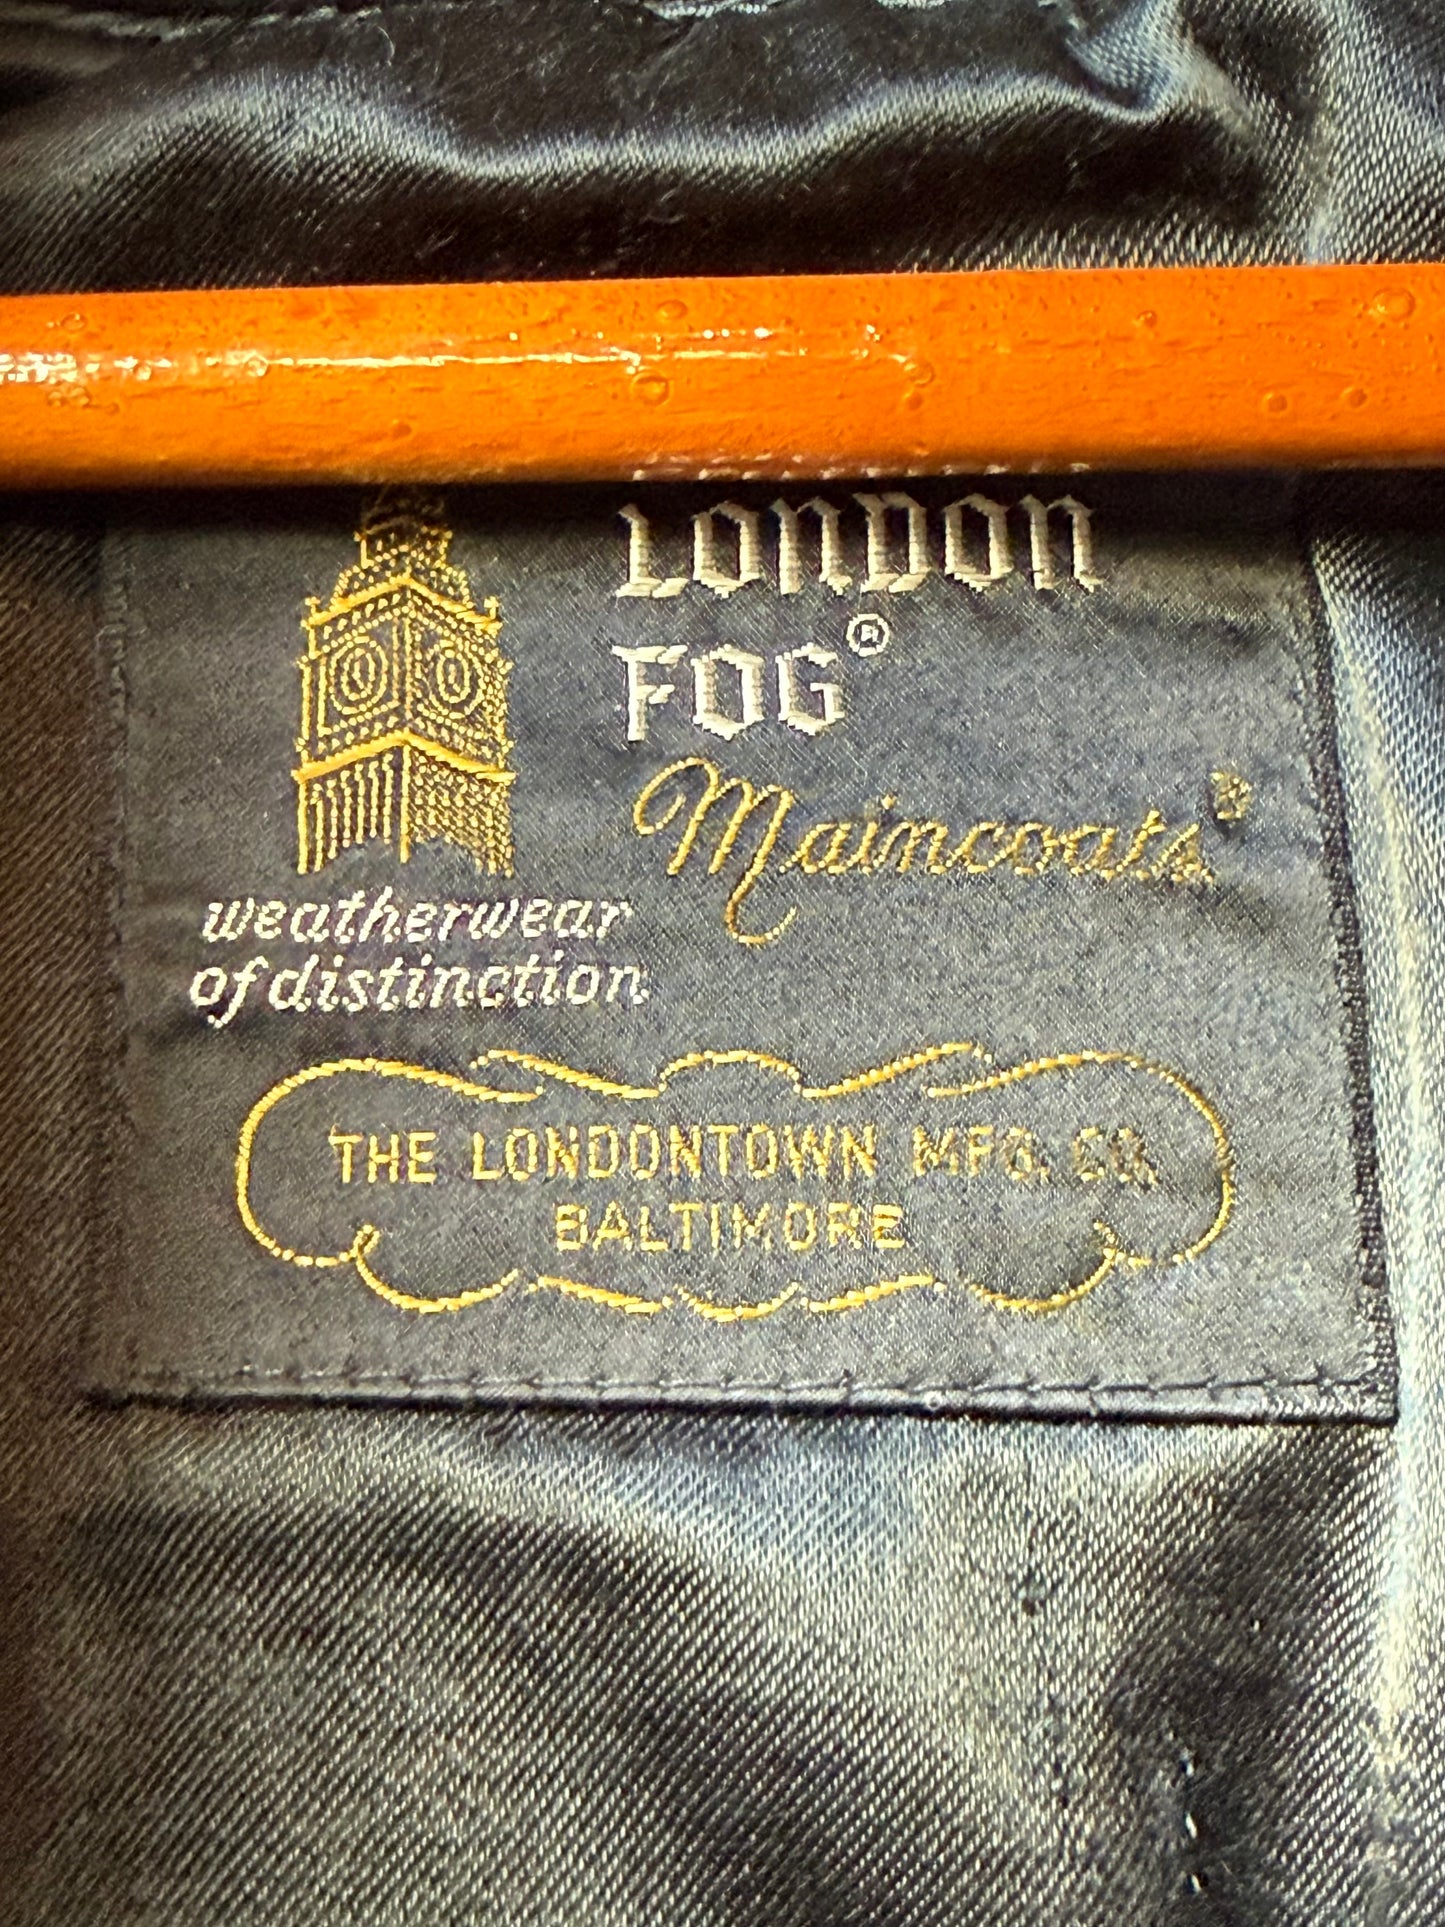 LONDON
FOG®
Maincoats®
weatherwear
of distinction
THE LONDONTOWN MFG. CO.
BALTIMORE